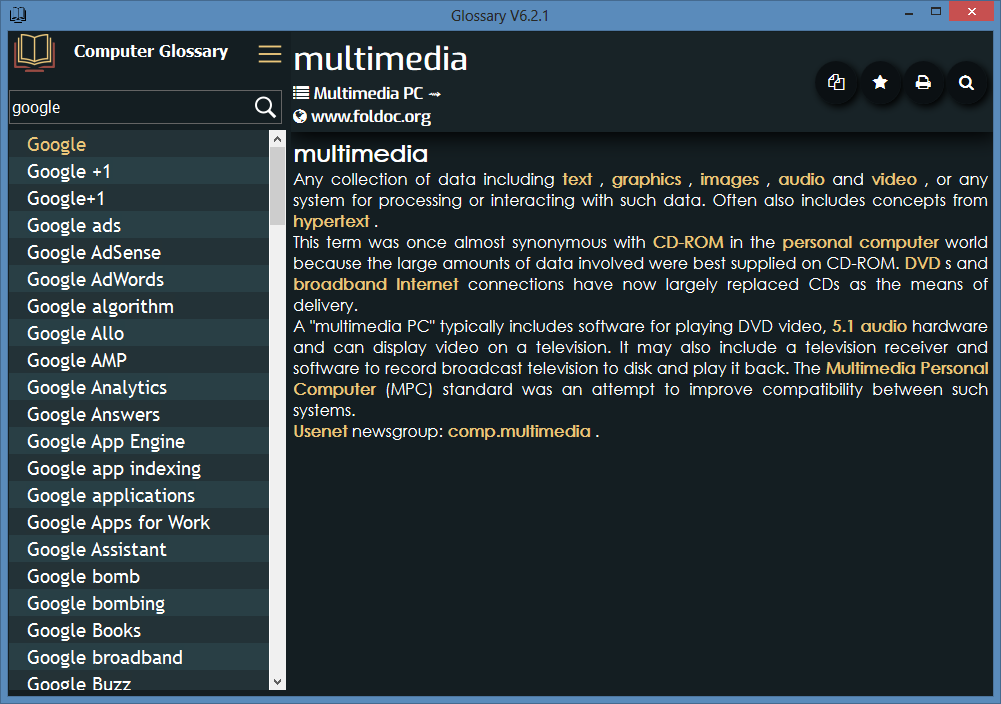 Glossary V6.2.1
Computer Glossary
google
Google
Google +1
Google+1
Google ads
Google AdSense
Google AdWords
Google algorithm
Google Allo
Google AMP
Google Analytics
Google Answers
Google App Engine
Google app indexing
Google applications
Google Apps for Work
Google Assistant
Google bomb
Google bombing
Google Books
Google broadband
Google Buzz
multimedia
Multimedia PC →
www.foldoc.org
multimedia
Any collection of data including text , graphics , images , audio and video , or any
system for processing or interacting with such data. Often also includes concepts from
hypertext .
This term was once almost synonymous with CD-ROM in the personal computer world
because the large amounts of data involved were best supplied on CD-ROM. DVD s and
broadband Internet connections have now largely replaced CDs as the means of
delivery.
A "multimedia PC" typically includes software for playing DVD video, 5.1 audio hardware
and can display video on a television. It may also include a television receiver and
software to record broadcast television to disk and play it back. The Multimedia Personal
Computer (MPC) standard was an attempt to improve compatibility between such
systems.
Usenet newsgroup: comp.multimedia .